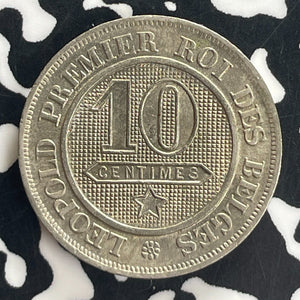 LEOPOLD PREMIER ROI DES BELGES
10
CENTIMES